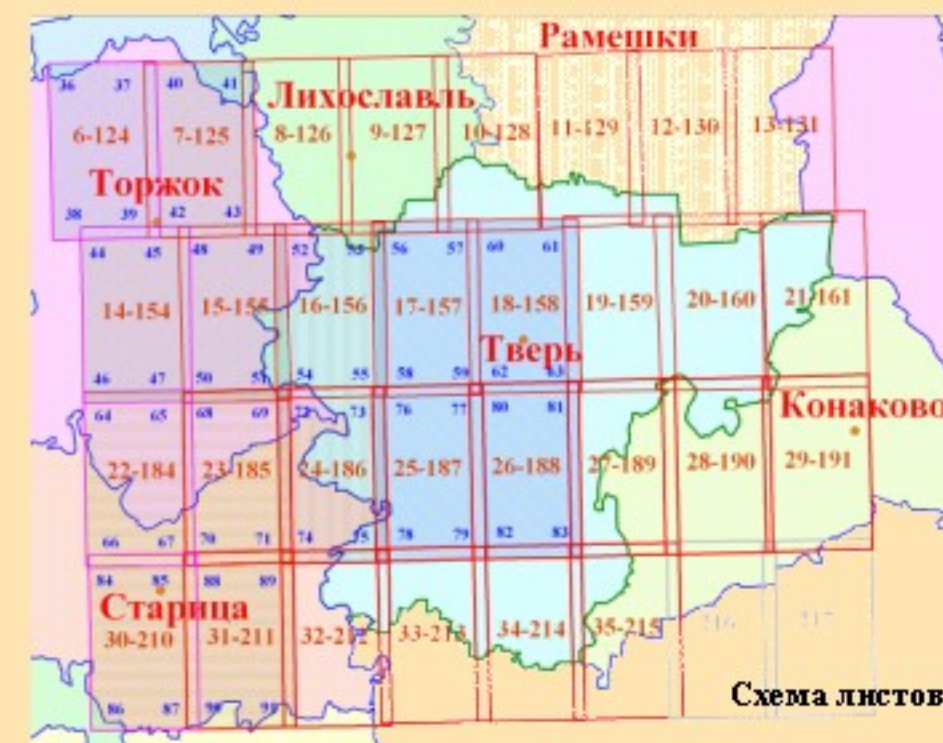 Рамешки
36 37 40 41
Лихославль
6-124 7-125 8-126 9-127 10-128 11-129 12-130 13-131
Торжок
38 39 42 43
44 45 48 49 52 53 56 57 60 61
14-154 15-155 16-156 17-157 18-158 19-159 20-160 21-161
Тверь
46 47 50 51 54 55 58 59 62 63
Конаково
64 65 68 69 72 73 76 77 80 81
22-184 23-185 24-186 25-187 26-188 27-189 28-190 29-191
66 67 70 71 74 75 78 79 82 83
84 85 88 89
Старица
30-210 31-211 32-212 33-213 34-214 35-215 216 217
86 87 90 91
Схема листов